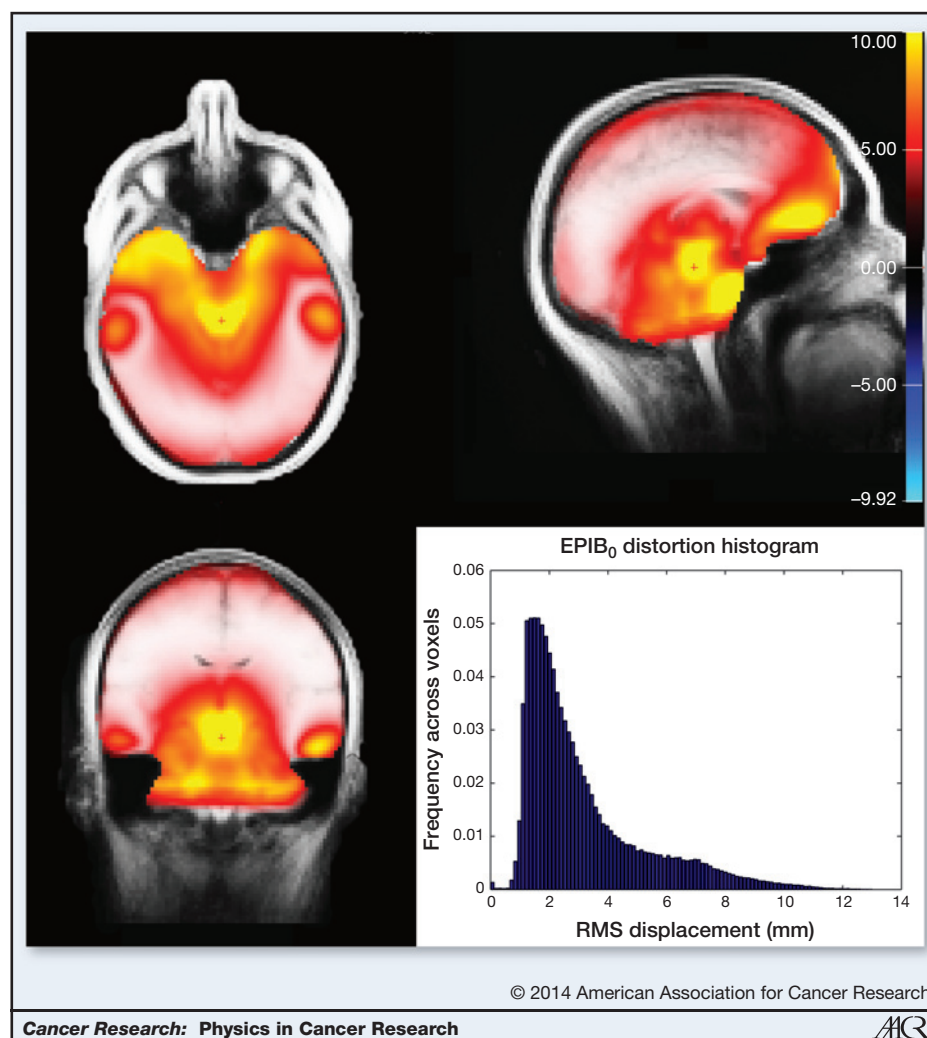 10.00
5.00
0.00
–5.00
–9.92
EPIB₀ distortion histogram
Frequency across voxels
0.06
0.05
0.04
0.03
0.02
0.01
0
0 2 4 6 8 10 12 14
RMS displacement (mm)
© 2014 American Association for Cancer Research
Cancer Research: Physics in Cancer Research
AACR